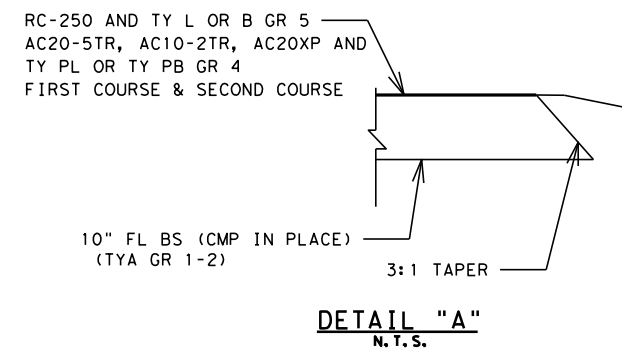 RC-250 AND TY L OR B GR 5
AC20-5TR, AC10-2TR, AC20XP AND
TY PL OR TY PB GR 4
FIRST COURSE & SECOND COURSE
10" FL BS (CMP IN PLACE)
(TYA GR 1-2)
3:1 TAPER
DETAIL "A"
N.T.S.